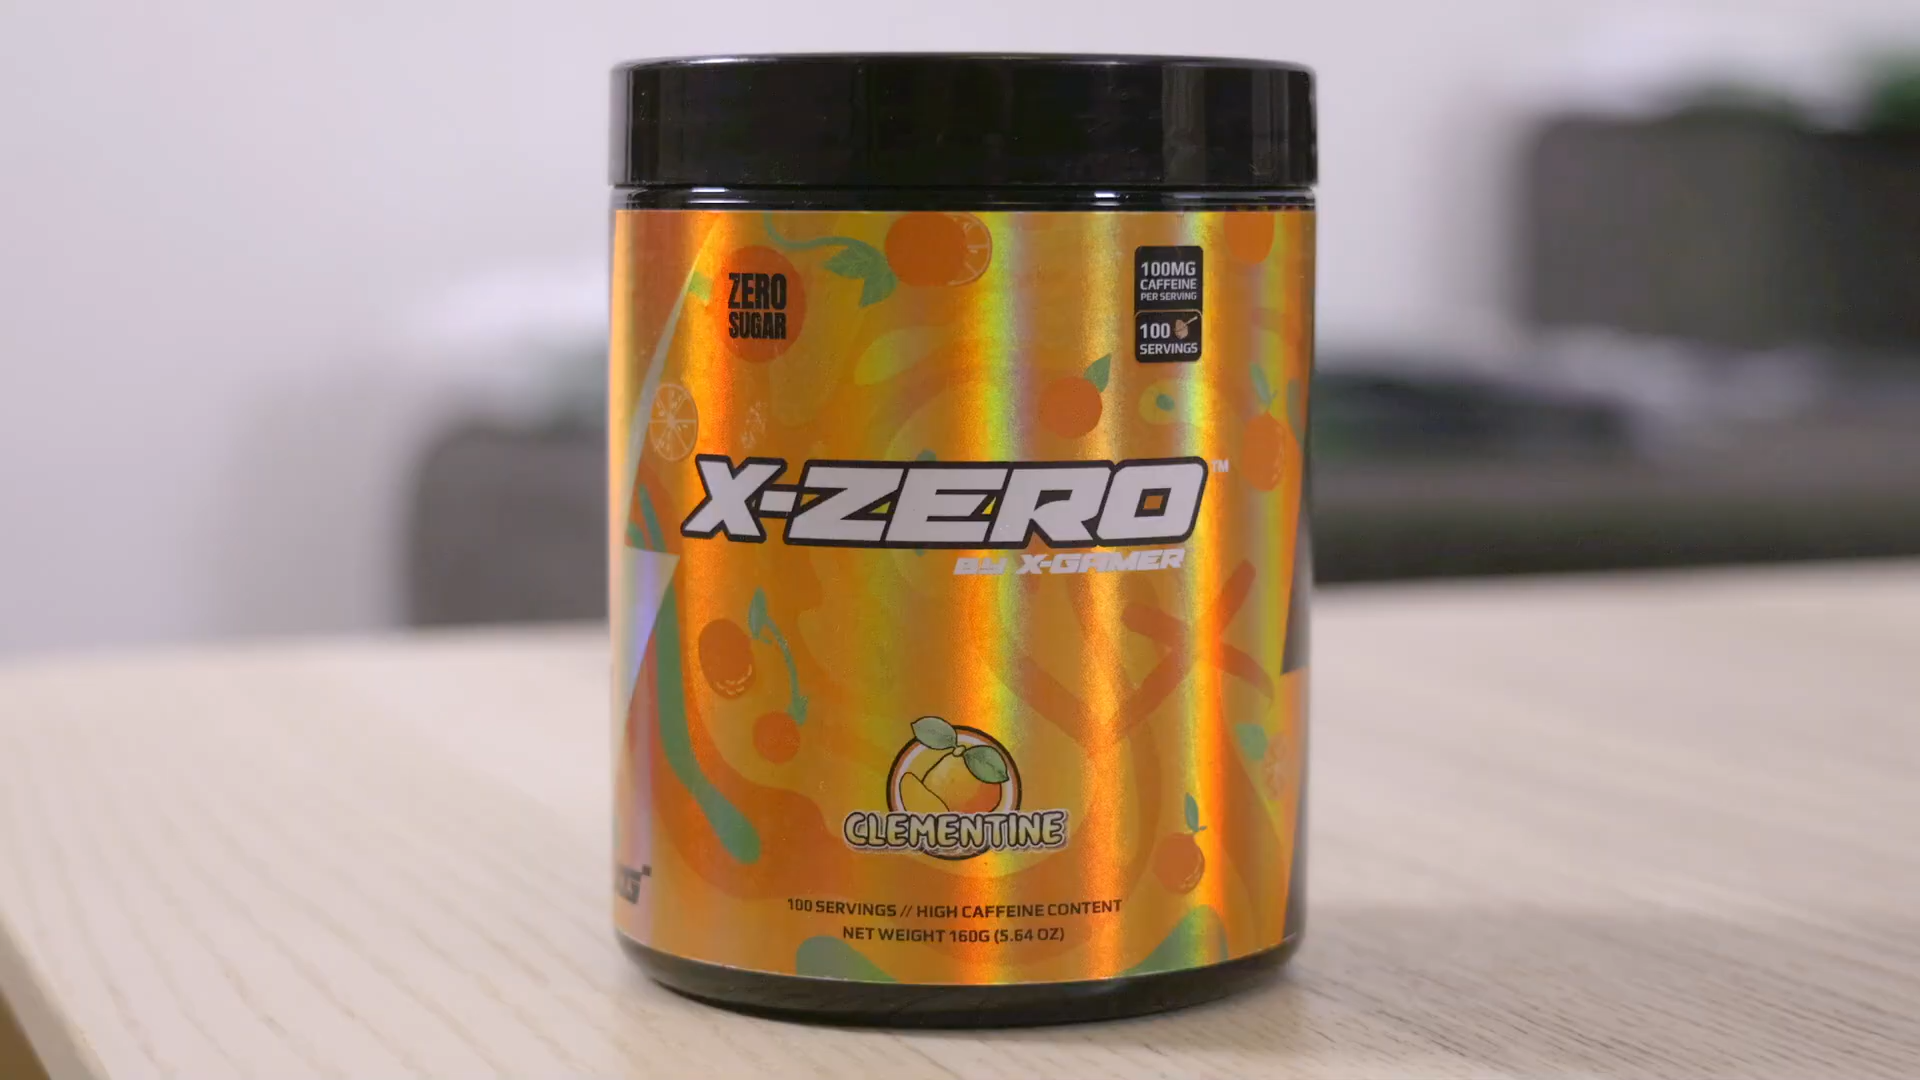 ZERO
SUGAR
100MG
CAFFEINE
PER SERVING
100
SERVINGS
X-ZERO™
BY X-GAMER
CLEMENTINE
100 SERVINGS // HIGH CAFFEINE CONTENT
NET WEIGHT 160G (5.64 OZ)